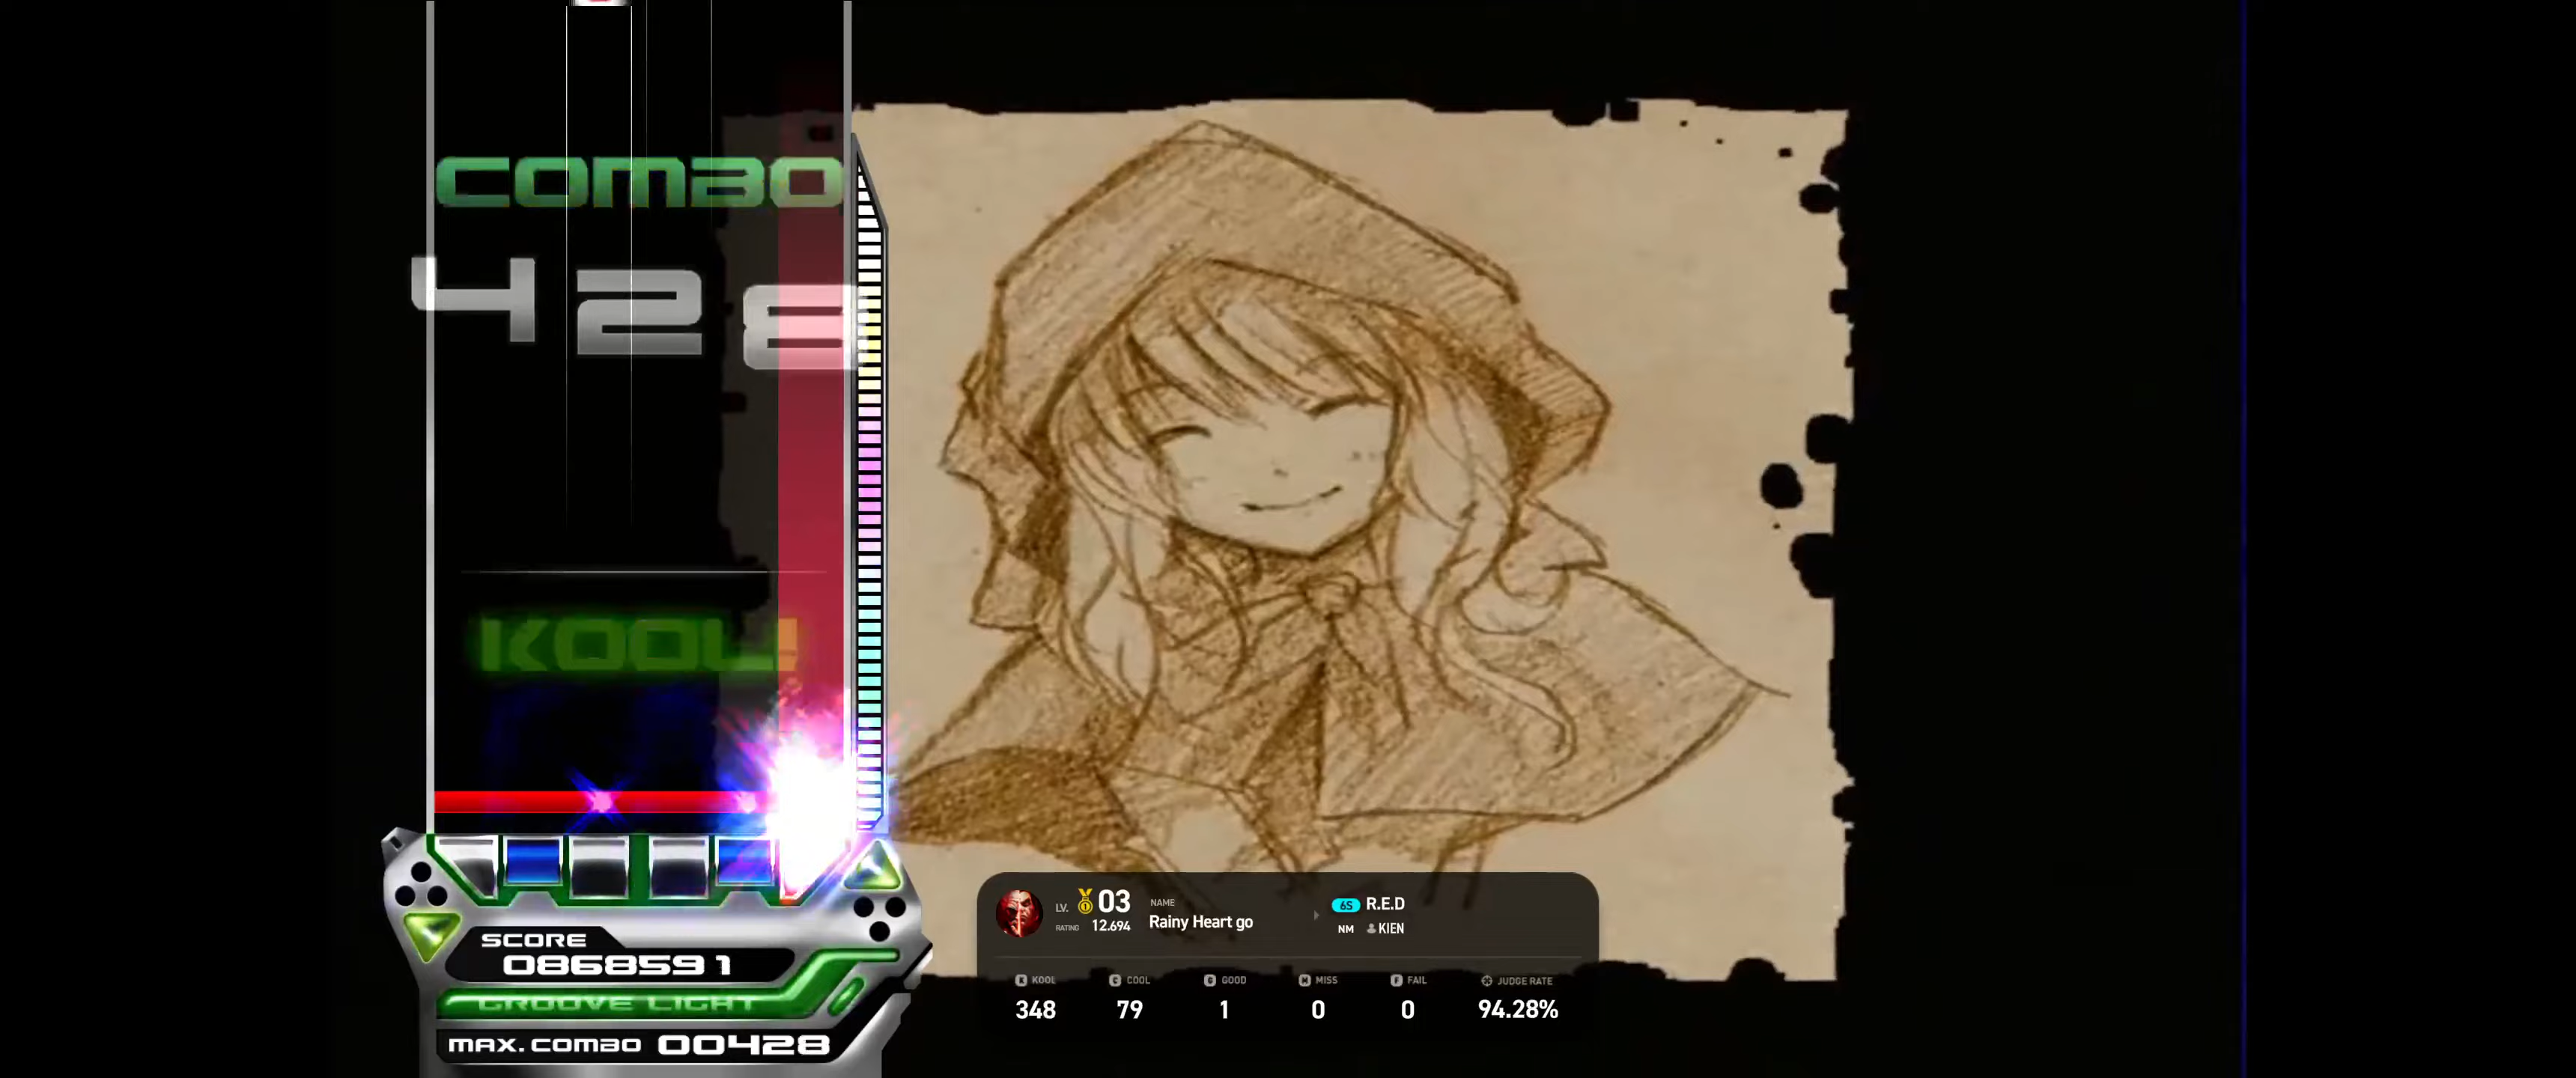 COMBO
428
KOOL!
SCORE
0868591
GROOVE LIGHT
MAX. COMBO 00428
LV. 03
RATING 12.694
NAME
Rainy Heart go
6S R.E.D
NM KIEN
K KOOL C COOL G GOOD M MISS F FAIL JUDGE RATE
348 79 1 0 0 94.28%